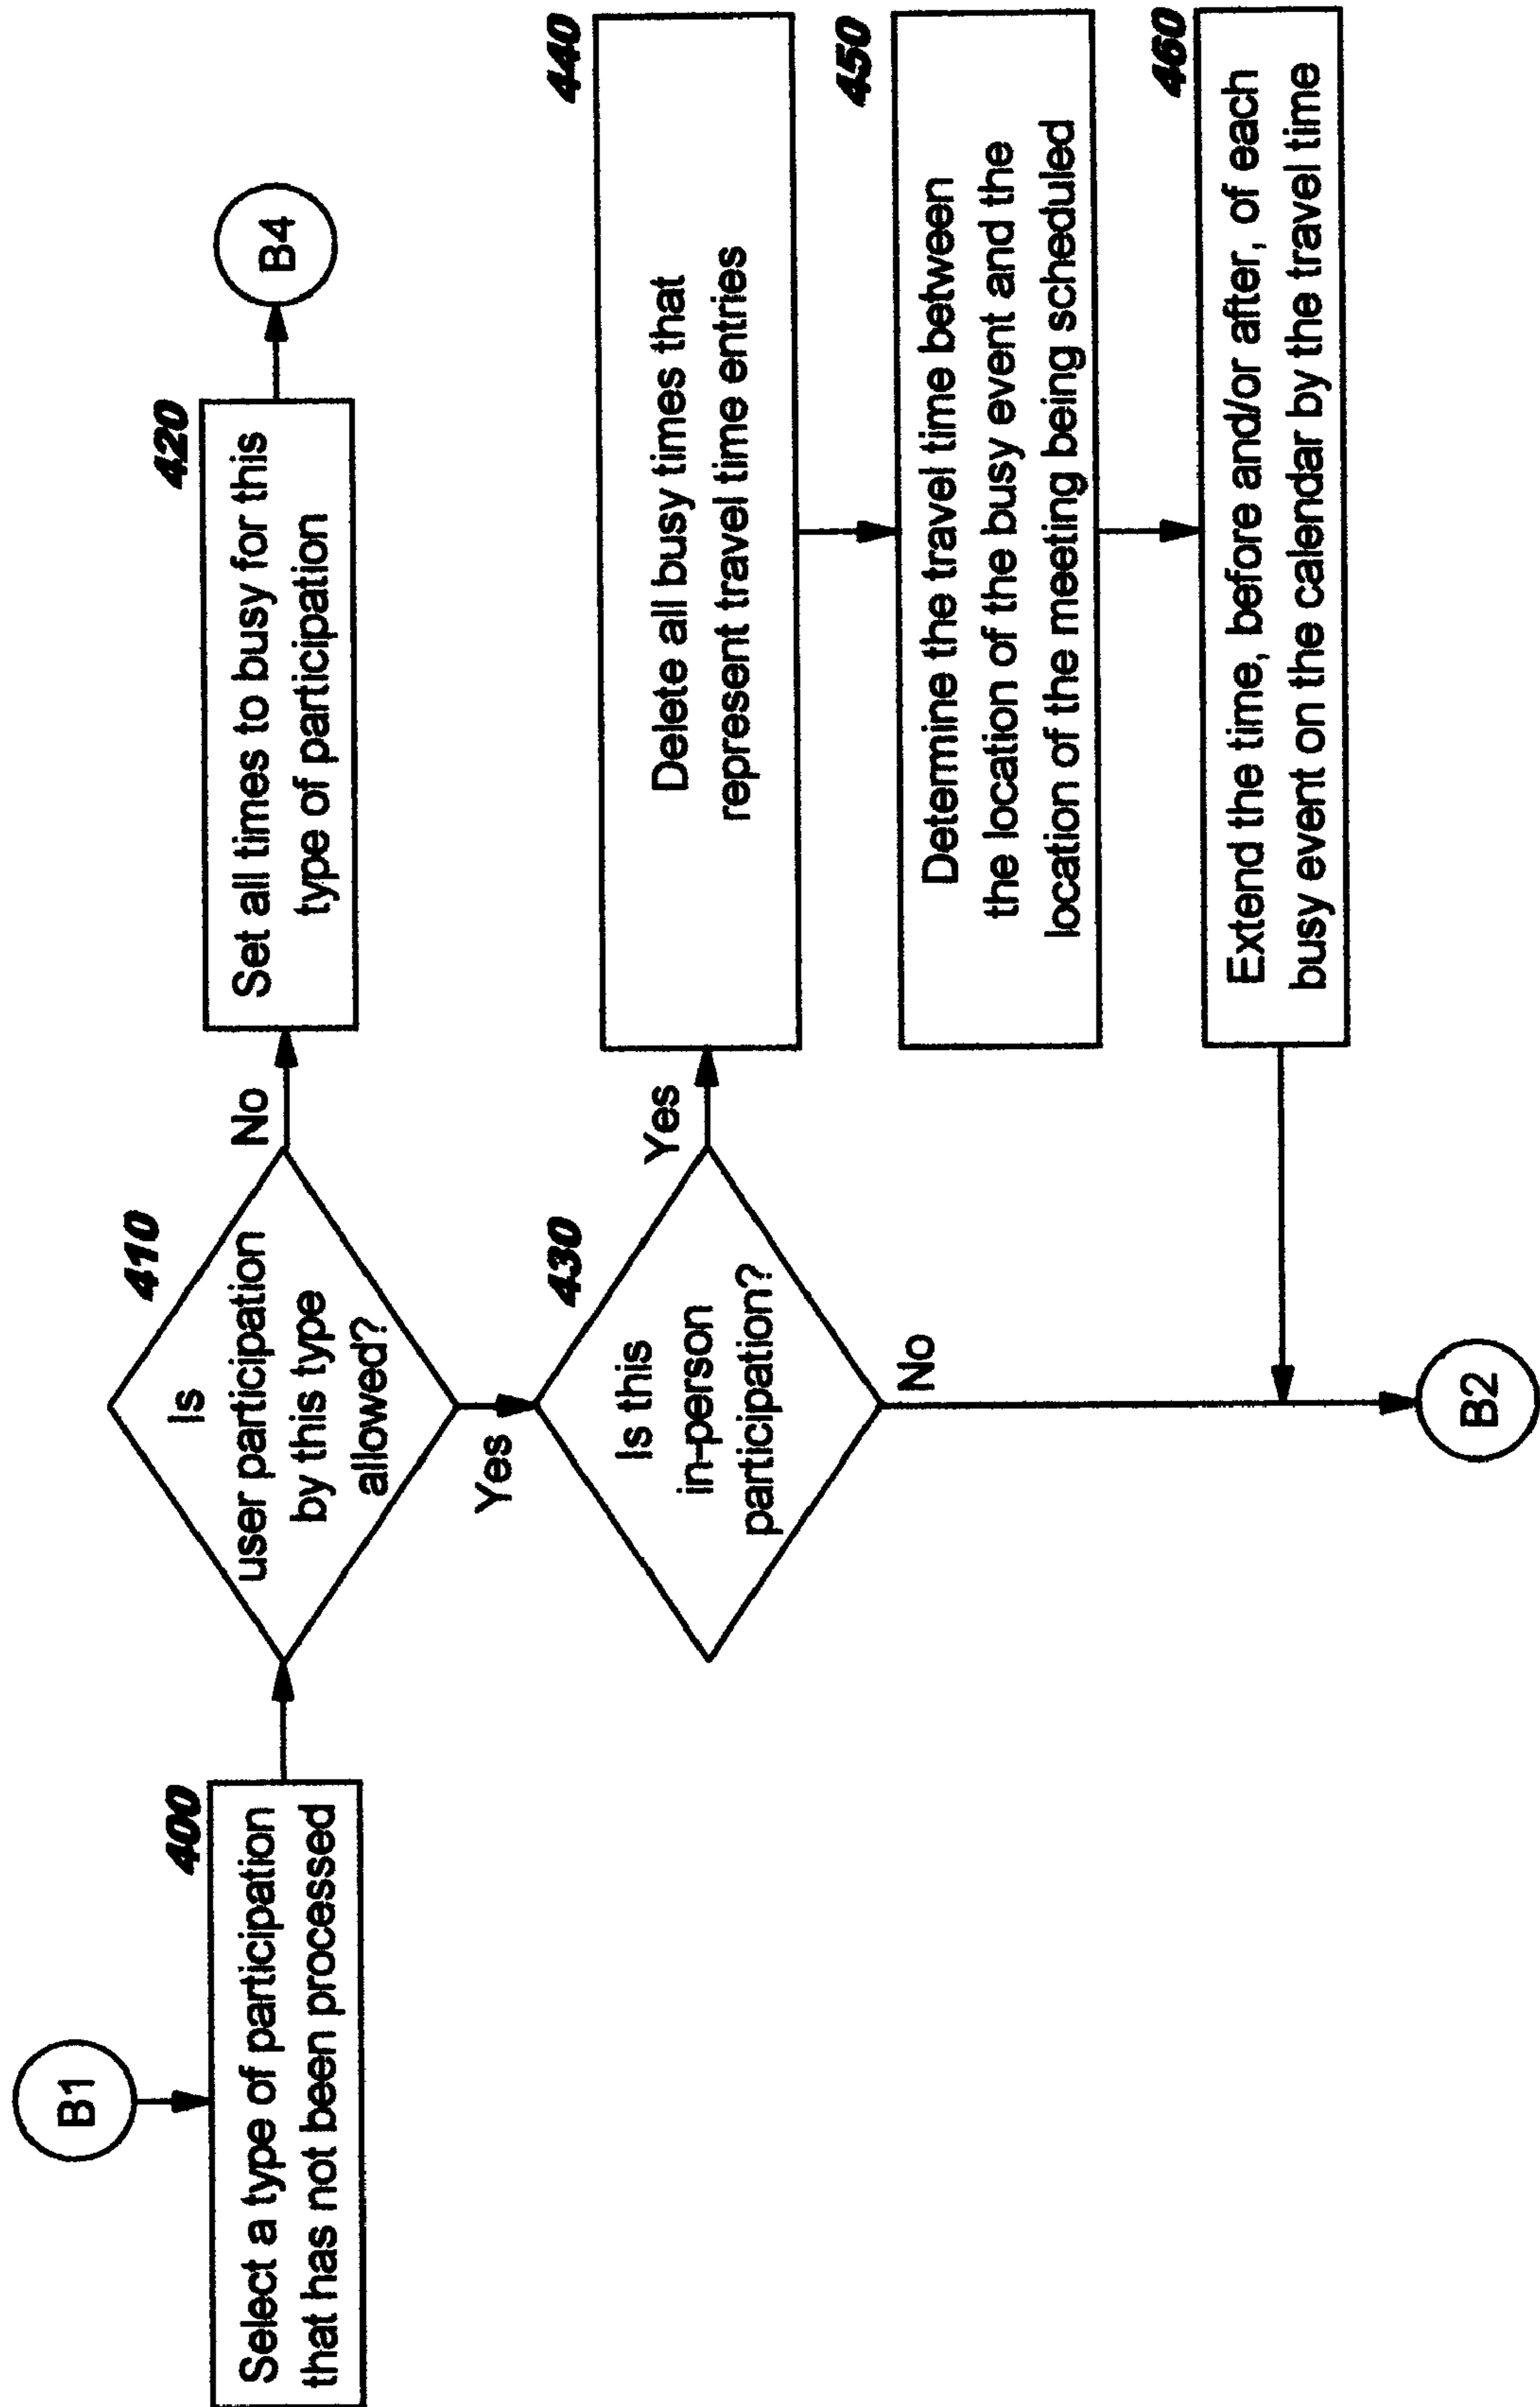 B1
400
Select a type of participation
that has not been processed
410
Is
user participation
by this type
allowed?
No
420
Set all times to busy for this
type of participation
B4
Yes
430
Is this
in-person
participation?
Yes
440
Delete all busy times that
represent travel time entries
450
Determine the travel time between
the location of the busy event and the
location of the meeting being scheduled
460
Extend the time, before and/or after, of each
busy event on the calendar by the travel time
No
B2